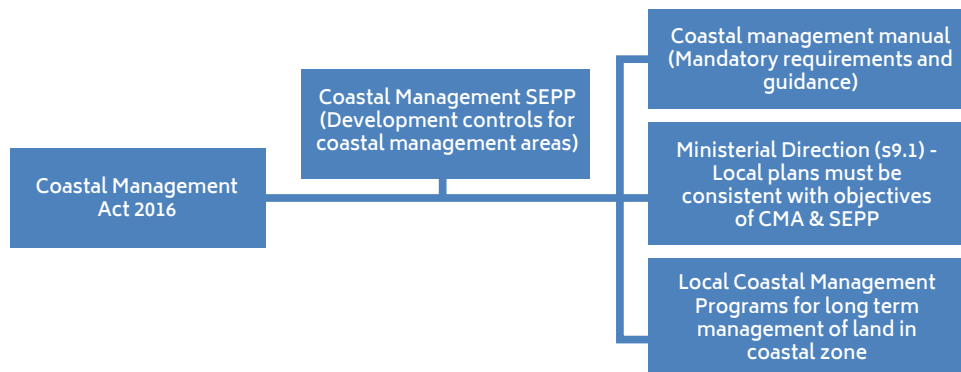 Coastal Management
Act 2016
Coastal Management SEPP
(Development controls for
coastal management areas)
Coastal management manual
(Mandatory requirements and
guidance)
Ministerial Direction (s9.1) -
Local plans must be
consistent with objectives
of CMA & SEPP
Local Coastal Management
Programs for long term
management of land in
coastal zone